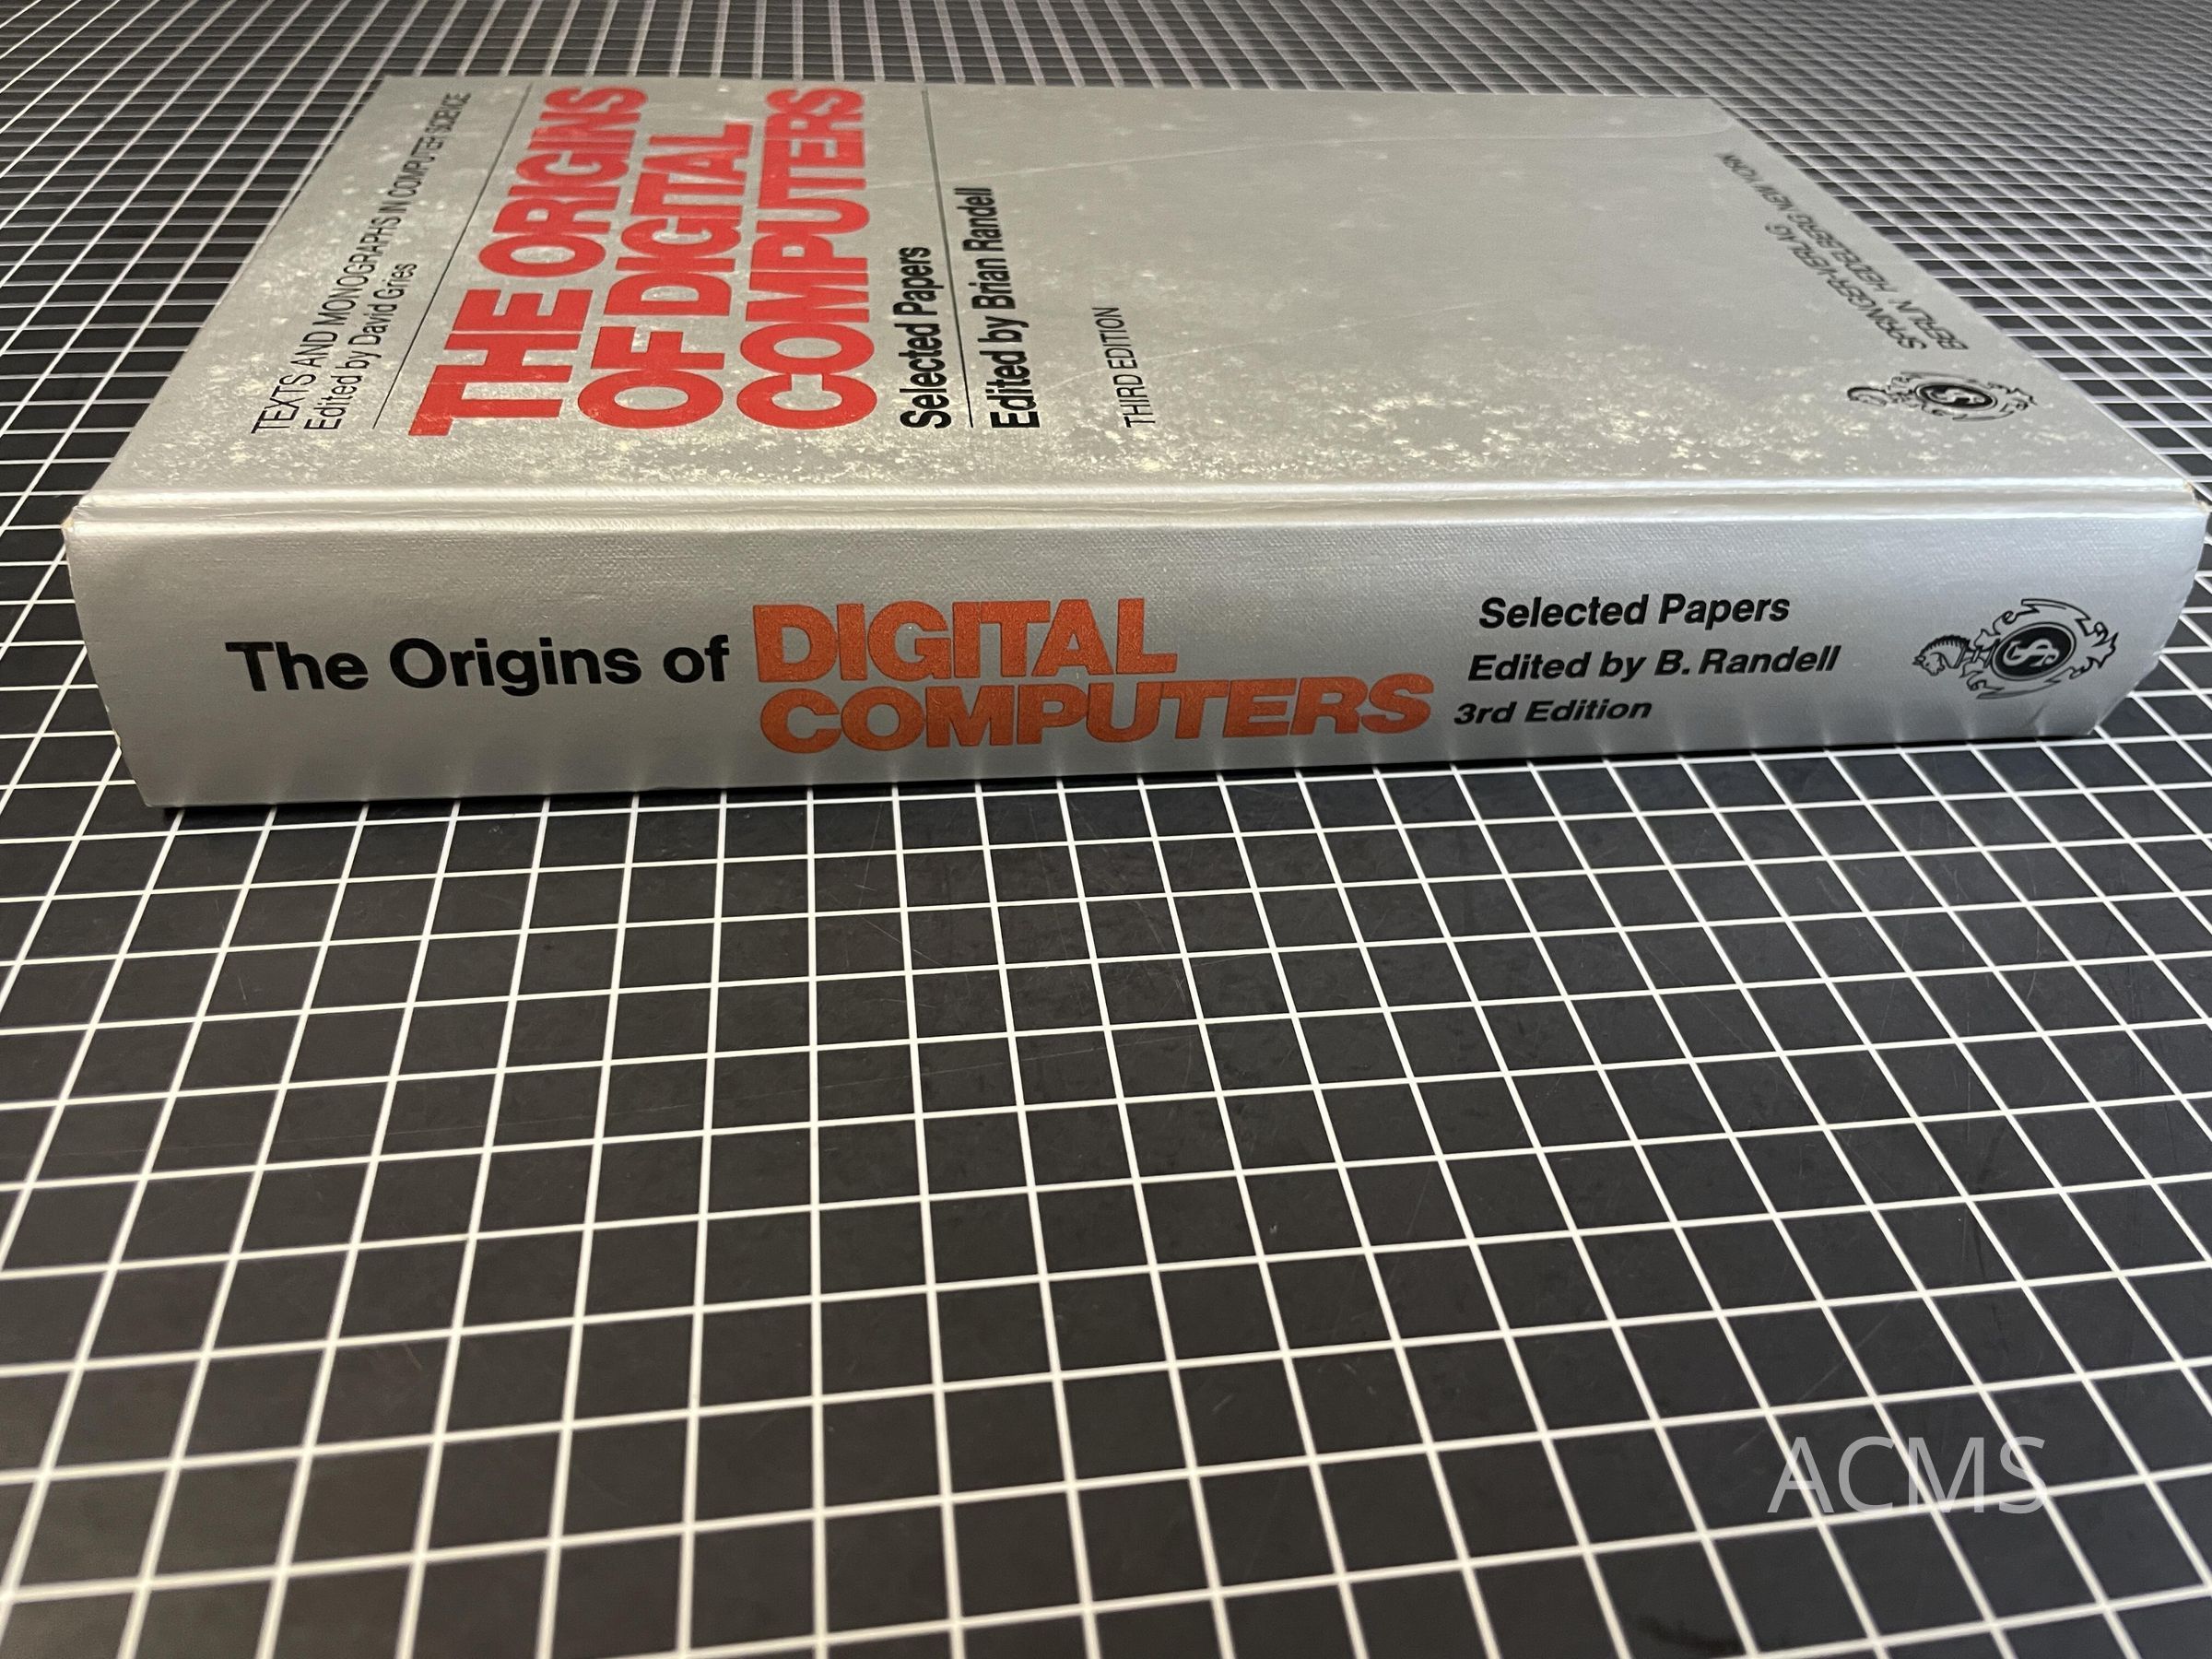 TEXTS AND MONOGRAPHS IN COMPUTER SCIENCE
Edited by David Gries
THE ORIGINS
OF DIGITAL
COMPUTERS
Selected Papers
Edited by Brian Randell
THIRD EDITION
SPRINGER-VERLAG
BERLIN HEIDELBERG NEW YORK
The Origins of DIGITAL
COMPUTERS
Selected Papers
Edited by B. Randell
3rd Edition
ACMS